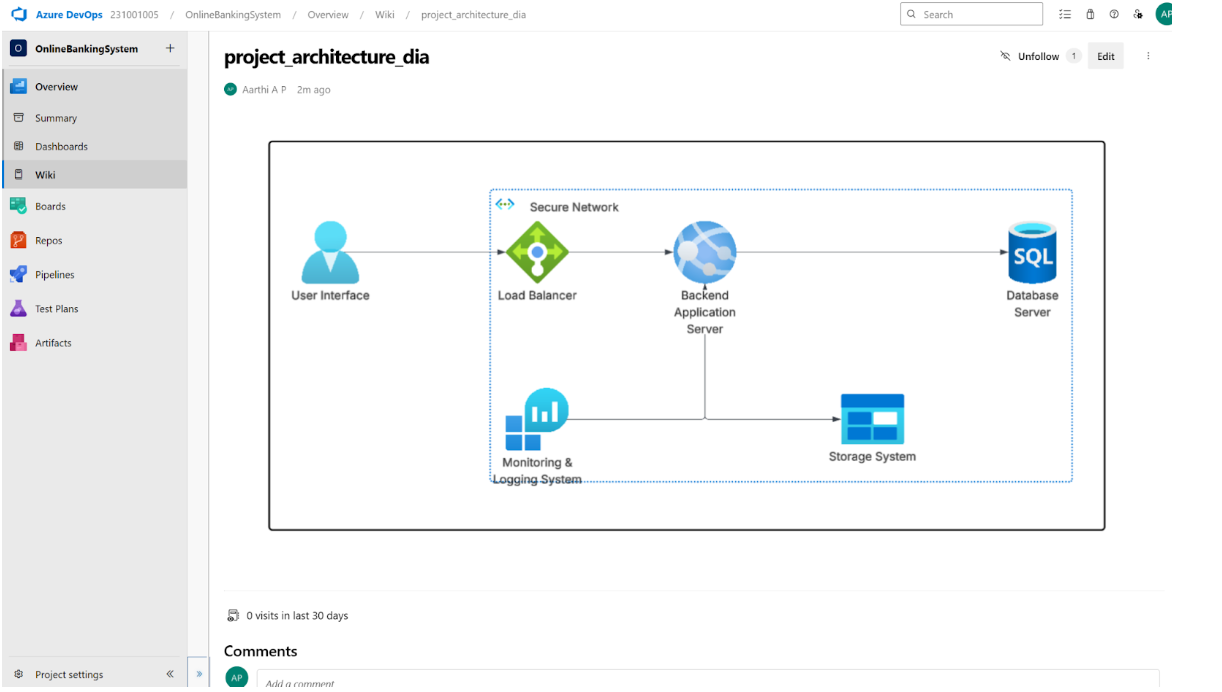 Azure DevOps 231001005 / OnlineBankingSystem / Overview / Wiki / project_architecture_dia
Search
AP
O OnlineBankingSystem +
Overview
Summary
Dashboards
Wiki
Boards
Repos
Pipelines
Test Plans
Artifacts
Project settings
project_architecture_dia
Unfollow 1 Edit
AP Aarthi A P 2m ago
Secure Network
SQL
User Interface
Load Balancer
Backend
Application
Server
Database
Server
Monitoring &
Logging System
Storage System
0 visits in last 30 days
Comments
AP Add a comment